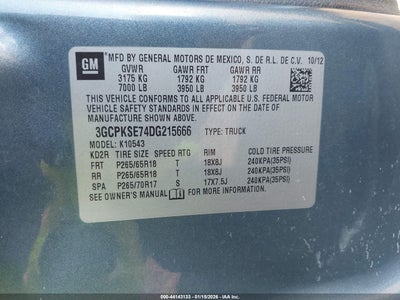 GM
MFD BY GENERAL MOTORS DE MEXICO, S. DE R.L. DE C.V. 10/12
GVWR GAWR FRT GAWR RR
3175 KG 1792 KG 1792 KG
7000 LB 3950 LB 3950 LB
THIS VEHICLE CONFORMS TO ALL APPLICABLE U.S. FEDERAL MOTOR
VEHICLE SAFETY STANDARDS IN EFFECT ON THE DATE OF
MANUFACTURE SHOWN ABOVE.
3GCPKSE74DG215666 TYPE: TRUCK
MODEL: K10543
KD2R TIRE SIZE SPEED RTG RIM COLD TIRE PRESSURE
FRT P265/65R18 T 18X8J 240KPA(35PSI)
RR P265/65R18 T 18X8J 240KPA(35PSI)
SPA P265/70R17 17X7.5J 240KPA(35PSI)
SEE OWNER'S MANUAL FOR ADDITIONAL INFORMATION.
Stock: 44143133 - on 01/15/2026 - IAA